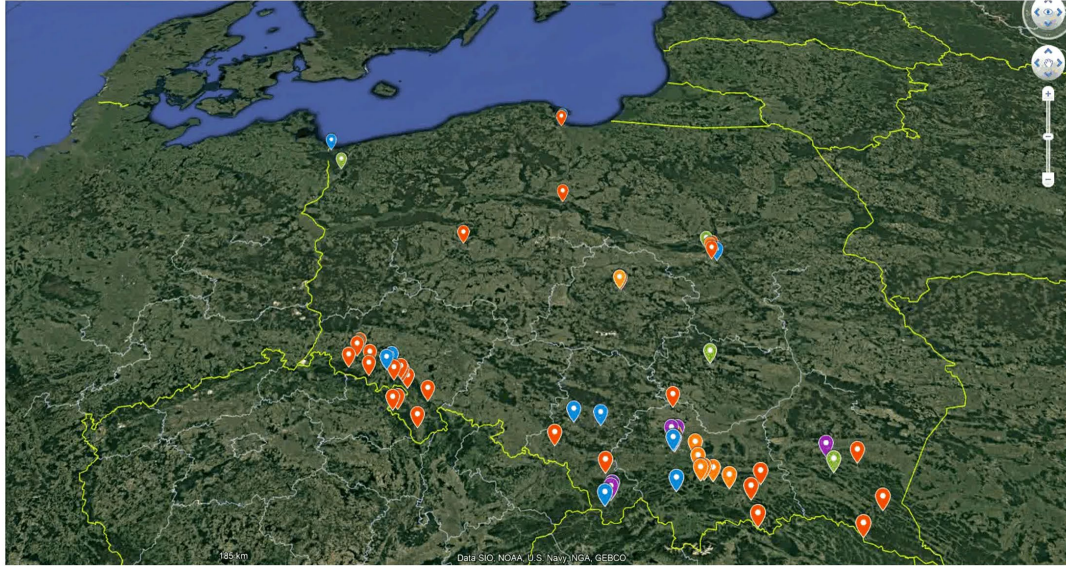 185 km
Data SIO, NOAA, U.S. Navy, NGA, GEBCO